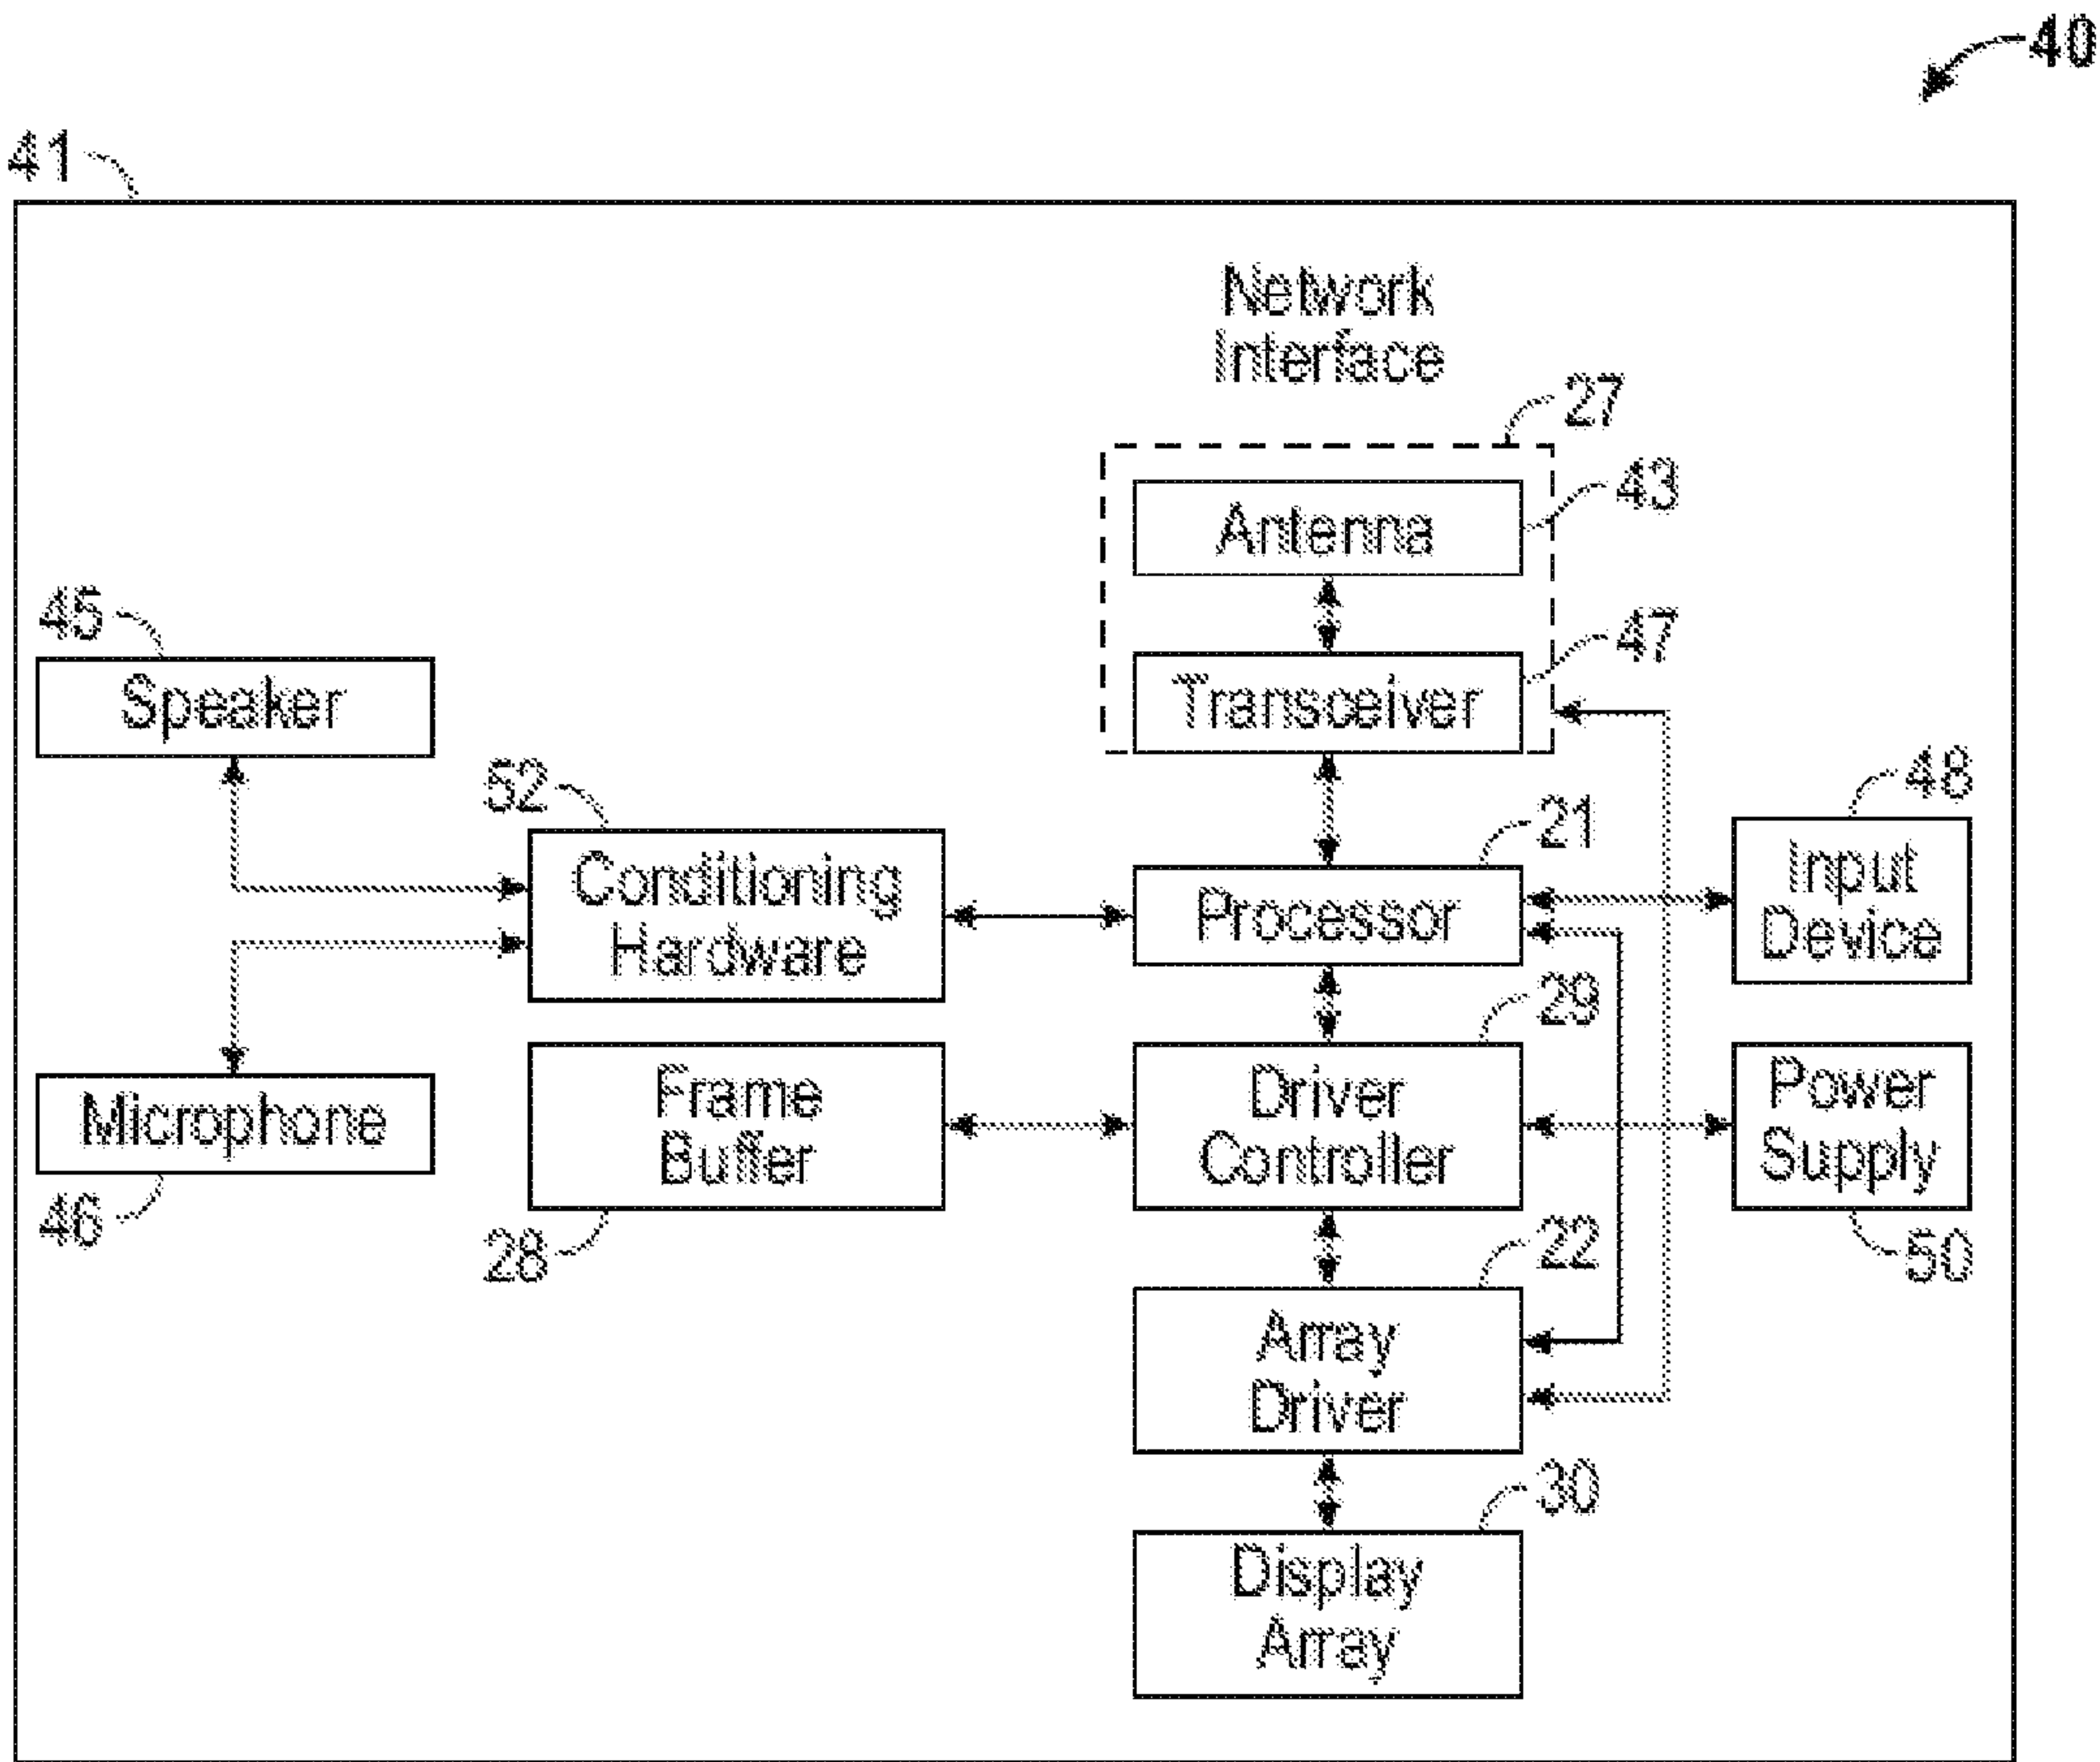 40
41
Network
Interface
27
Antenna
43
45
Speaker
47
Transceiver
52
Conditioning
Hardware
21
Processor
48
Input
Device
29
Microphone
46
Frame
Buffer
28
Driver
Controller
Power
Supply
50
22
Array
Driver
30
Display
Array